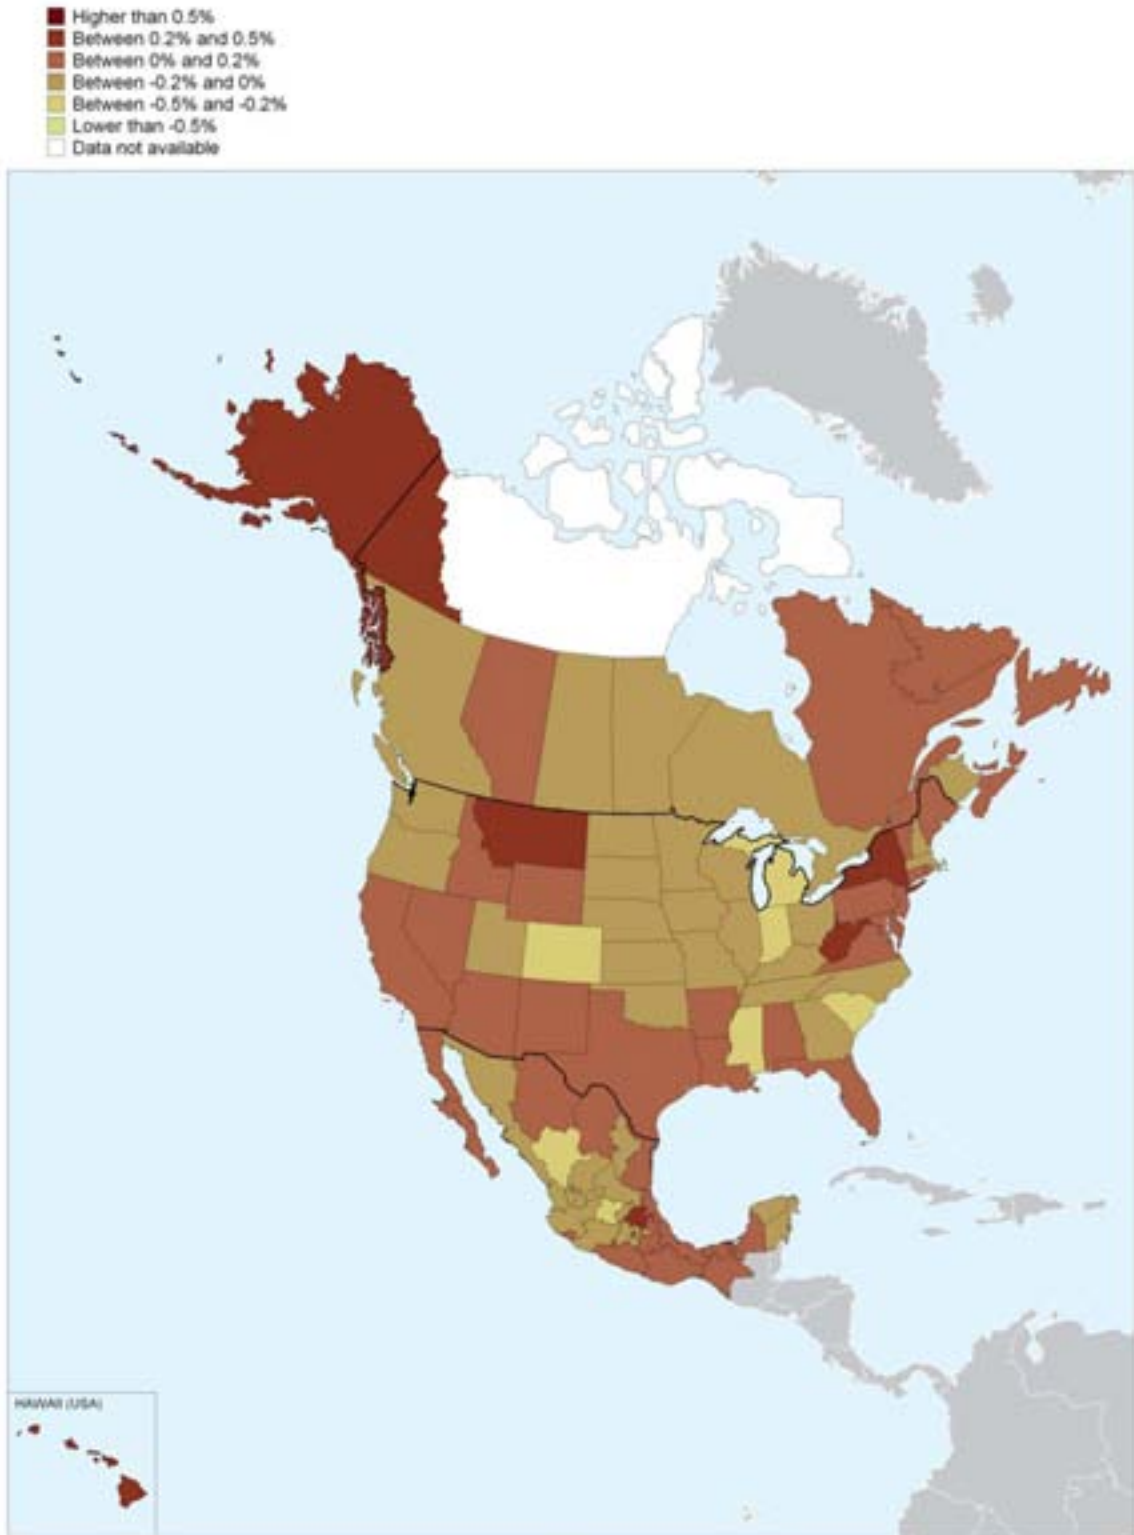 Higher than 0.5%
Between 0.2% and 0.5%
Between 0% and 0.2%
Between -0.2% and 0%
Between -0.5% and -0.2%
Lower than -0.5%
Data not available
HAWAII (USA)